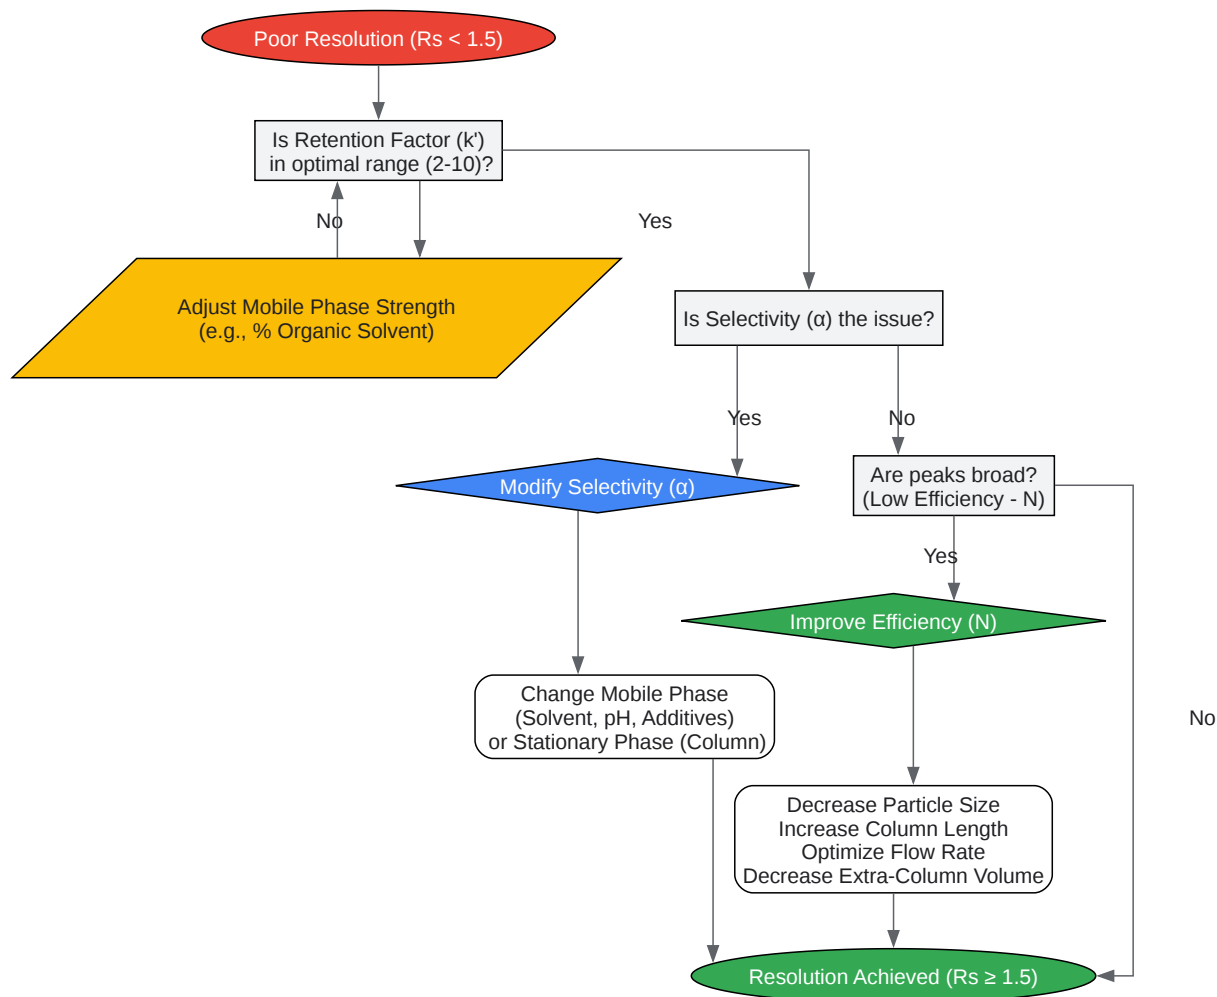 Poor Resolution (Rs < 1.5)
Is Retention Factor (k')
in optimal range (2-10)?
No
Yes
Adjust Mobile Phase Strength
(e.g., % Organic Solvent)
Is Selectivity (α) the issue?
Yes
No
Modify Selectivity (α)
Are peaks broad?
(Low Efficiency - N)
Yes
Improve Efficiency (N)
Change Mobile Phase
(Solvent, pH, Additives)
or Stationary Phase (Column)
No
Decrease Particle Size
Increase Column Length
Optimize Flow Rate
Decrease Extra-Column Volume
Resolution Achieved (Rs ≥ 1.5)